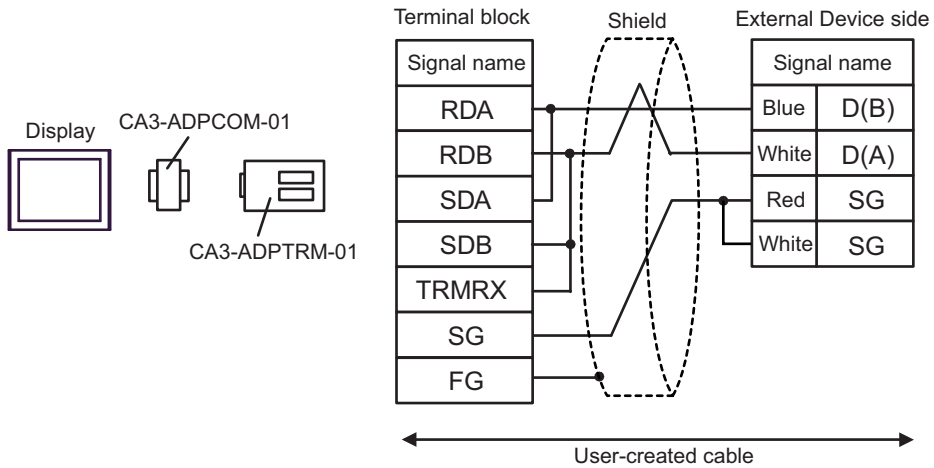 Terminal block
Shield
External Device side
Signal name
Signal name
RDA
Blue
D(B)
Display
CA3-ADPCOM-01
RDB
White
D(A)
SDA
Red
SG
CA3-ADPTRM-01
SDB
White
SG
TRMRX
SG
FG
User-created cable